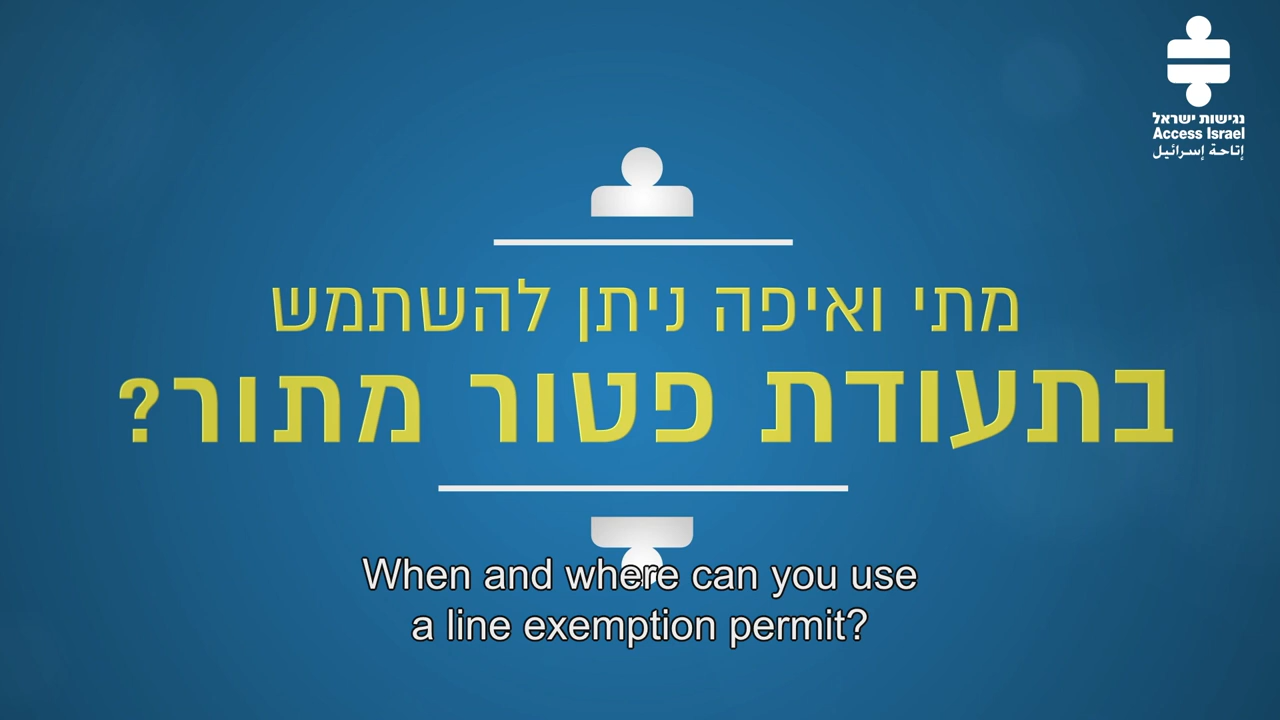 נגישות ישראל
Access Israel
إتاحة إسرائيل
מתי ואיפה ניתן להשתמש
בתעודת פטור מתור?
When and where can you use
a line exemption permit?